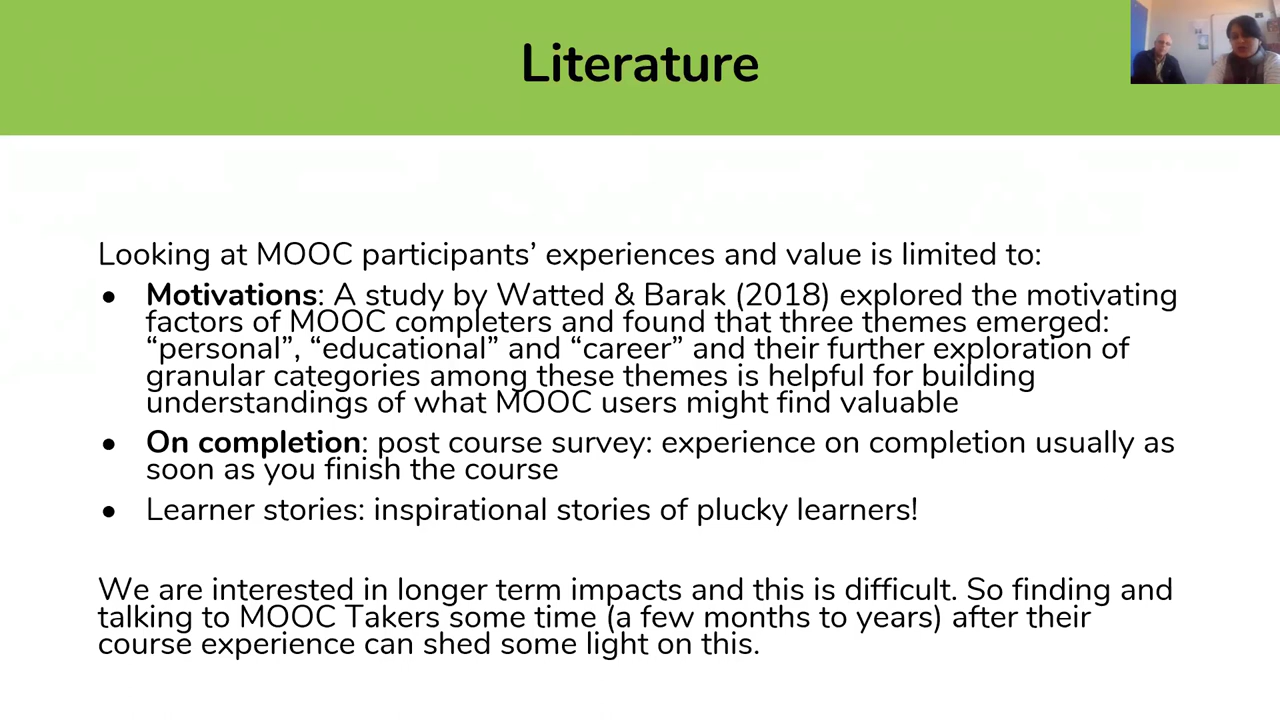 Literature
Looking at MOOC participants’ experiences and value is limited to:
● Motivations: A study by Watted & Barak (2018) explored the motivating
factors of MOOC completers and found that three themes emerged:
“personal”, “educational” and “career” and their further exploration of
granular categories among these themes is helpful for building
understandings of what MOOC users might find valuable
● On completion: post course survey: experience on completion usually as
soon as you finish the course
● Learner stories: inspirational stories of plucky learners!
We are interested in longer term impacts and this is difficult. So finding and
talking to MOOC Takers some time (a few months to years) after their
course experience can shed some light on this.